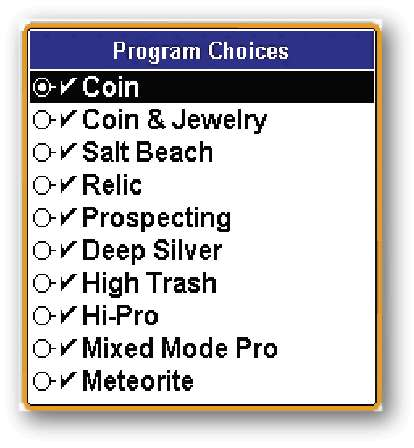 Program Choices
Coin
Coin & Jewelry
Salt Beach
Relic
Prospecting
Deep Silver
High Trash
Hi-Pro
Mixed Mode Pro
Meteorite